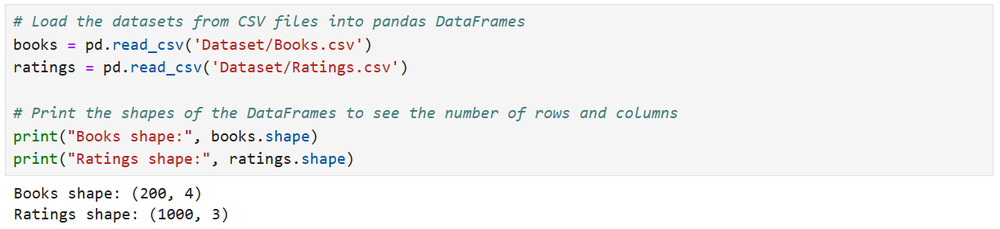 # Load the datasets from CSV files into pandas DataFrames
books = pd.read_csv('Dataset/Books.csv')
ratings = pd.read_csv('Dataset/Ratings.csv')
# Print the shapes of the DataFrames to see the number of rows and columns
print("Books shape:", books.shape)
print("Ratings shape:", ratings.shape)
Books shape: (200, 4)
Ratings shape: (1000, 3)